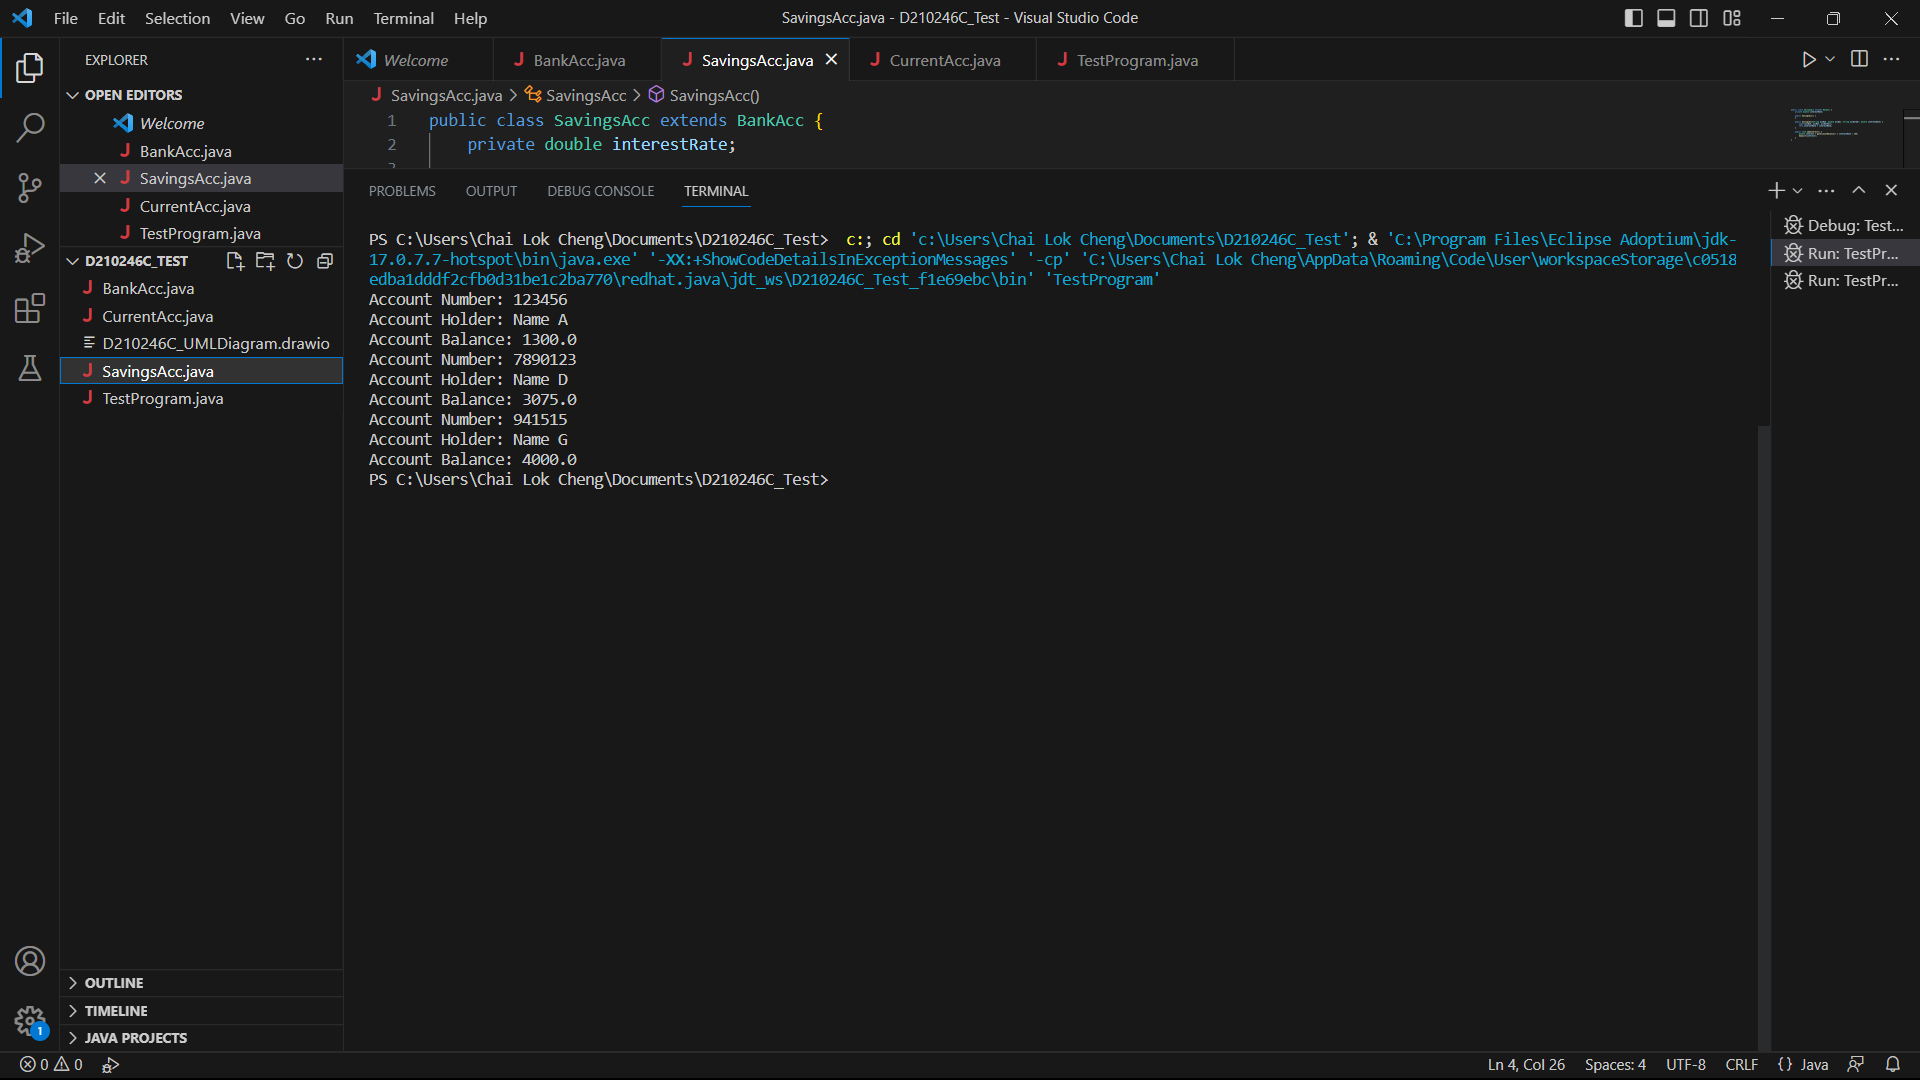 File Edit Selection View Go Run Terminal Help
SavingsAcc.java - D210246C_Test - Visual Studio Code
EXPLORER
OPEN EDITORS
Welcome
BankAcc.java
SavingsAcc.java
CurrentAcc.java
TestProgram.java
D210246C_TEST
BankAcc.java
CurrentAcc.java
D210246C_UMLDiagram.drawio
SavingsAcc.java
TestProgram.java
OUTLINE
TIMELINE
JAVA PROJECTS
Welcome BankAcc.java SavingsAcc.java CurrentAcc.java TestProgram.java
SavingsAcc.java > SavingsAcc > SavingsAcc()
1 public class SavingsAcc extends BankAcc {
2 private double interestRate;
PROBLEMS OUTPUT DEBUG CONSOLE TERMINAL
PS C:\Users\Chai Lok Cheng\Documents\D210246C_Test>  c:; cd 'c:\Users\Chai Lok Cheng\Documents\D210246C_Test'; & 'C:\Program Files\Eclipse Adoptium\jdk-
17.0.7.7-hotspot\bin\java.exe' '-XX:+ShowCodeDetailsInExceptionMessages' '-cp' 'C:\Users\Chai Lok Cheng\AppData\Roaming\Code\User\workspaceStorage\c0518
edba1dddf2cfb0d31be1c2ba770\redhat.java\jdt_ws\D210246C_Test_f1e69ebc\bin' 'TestProgram'
Account Number: 123456
Account Holder: Name A
Account Balance: 1300.0
Account Number: 7890123
Account Holder: Name D
Account Balance: 3075.0
Account Number: 941515
Account Holder: Name G
Account Balance: 4000.0
PS C:\Users\Chai Lok Cheng\Documents\D210246C_Test>
Debug: Test...
Run: TestPr...
Run: TestPr...
1
0 0
Ln 4, Col 26 Spaces: 4 UTF-8 CRLF {} Java